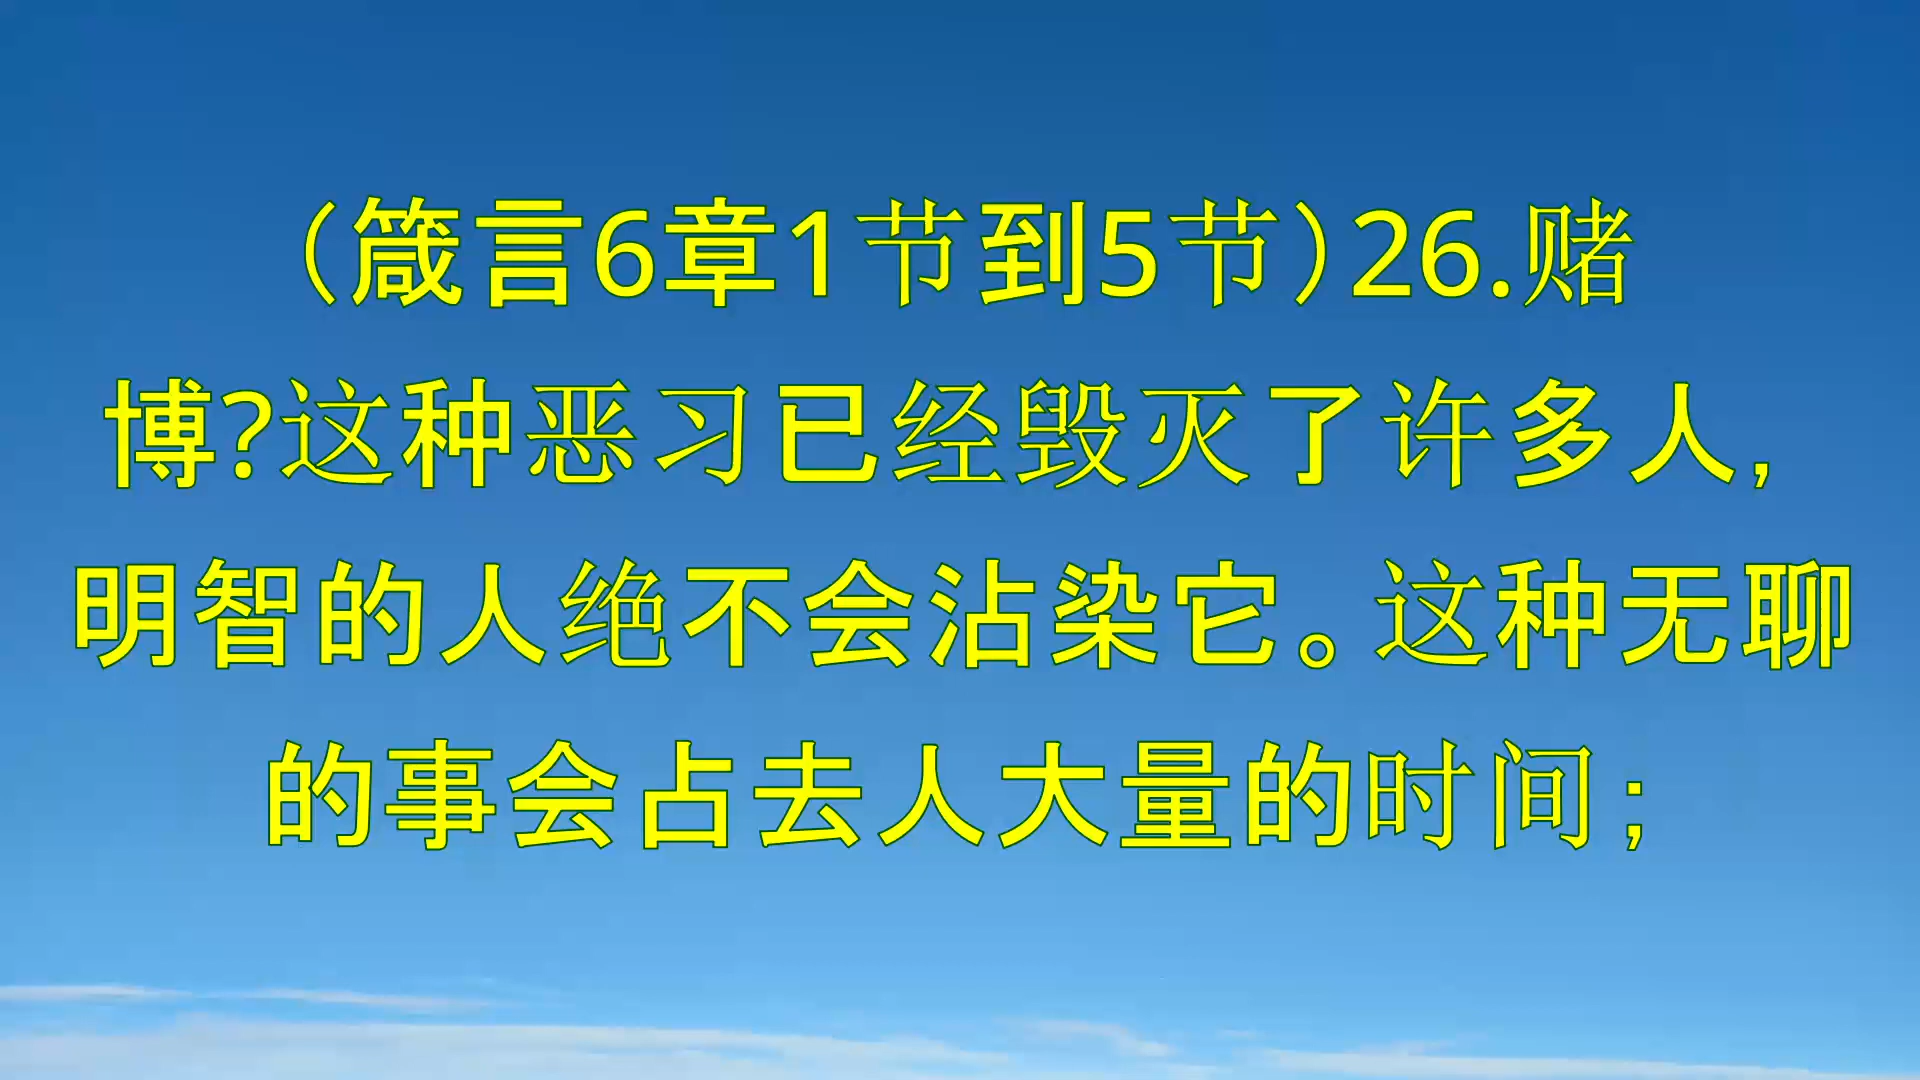 （箴言6章1节到5节）26.赌
博?这种恶习已经毁灭了许多人,
明智的人绝不会沾染它。这种无聊
的事会占去人大量的时间；